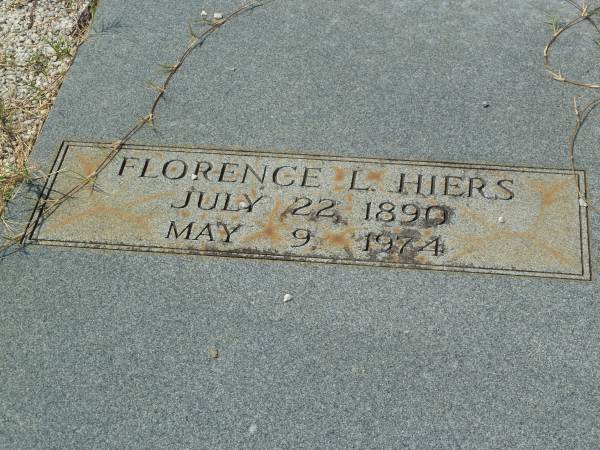 FLORENCE L. HIERS
JULY 22, 1890
MAY 9, 1974